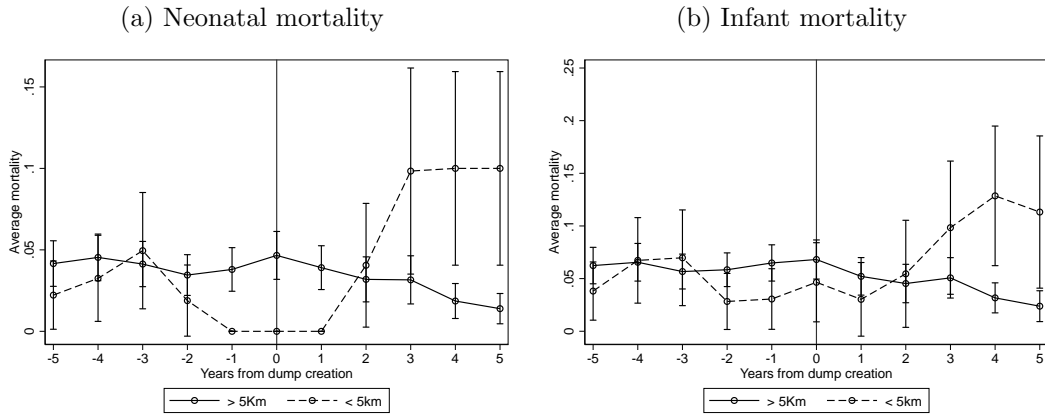 (a) Neonatal mortality
Average mortality
.15
.1
.05
0
-5 -4 -3 -2 -1 0 1 2 3 4 5
Years from dump creation
> 5Km < 5km
(b) Infant mortality
Average mortality
.25
.2
.15
.1
.05
0
-5 -4 -3 -2 -1 0 1 2 3 4 5
Years from dump creation
> 5Km < 5km